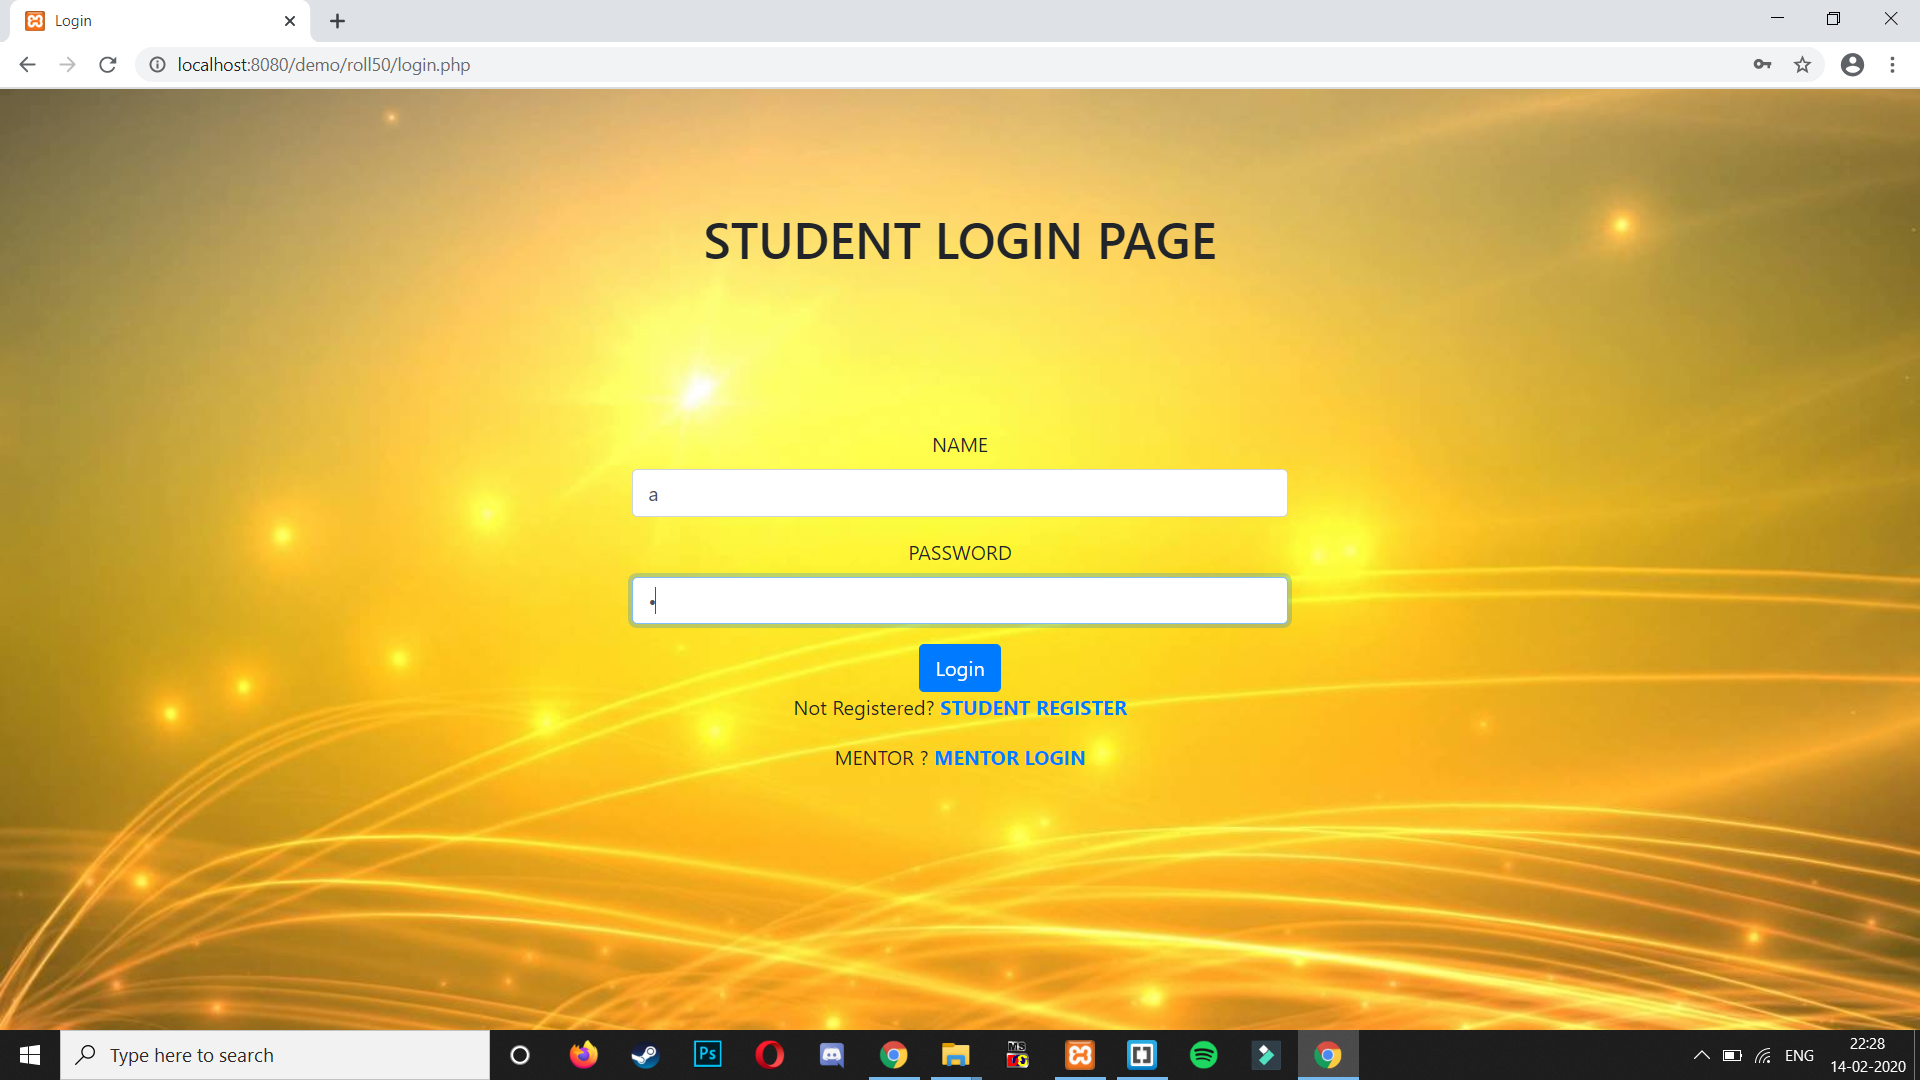 Login
localhost:8080/demo/roll50/login.php
STUDENT LOGIN PAGE
NAME
a
PASSWORD
•
Login
Not Registered? STUDENT REGISTER
MENTOR ? MENTOR LOGIN
Type here to search
Ps
MS
ENG
22:28
14-02-2020